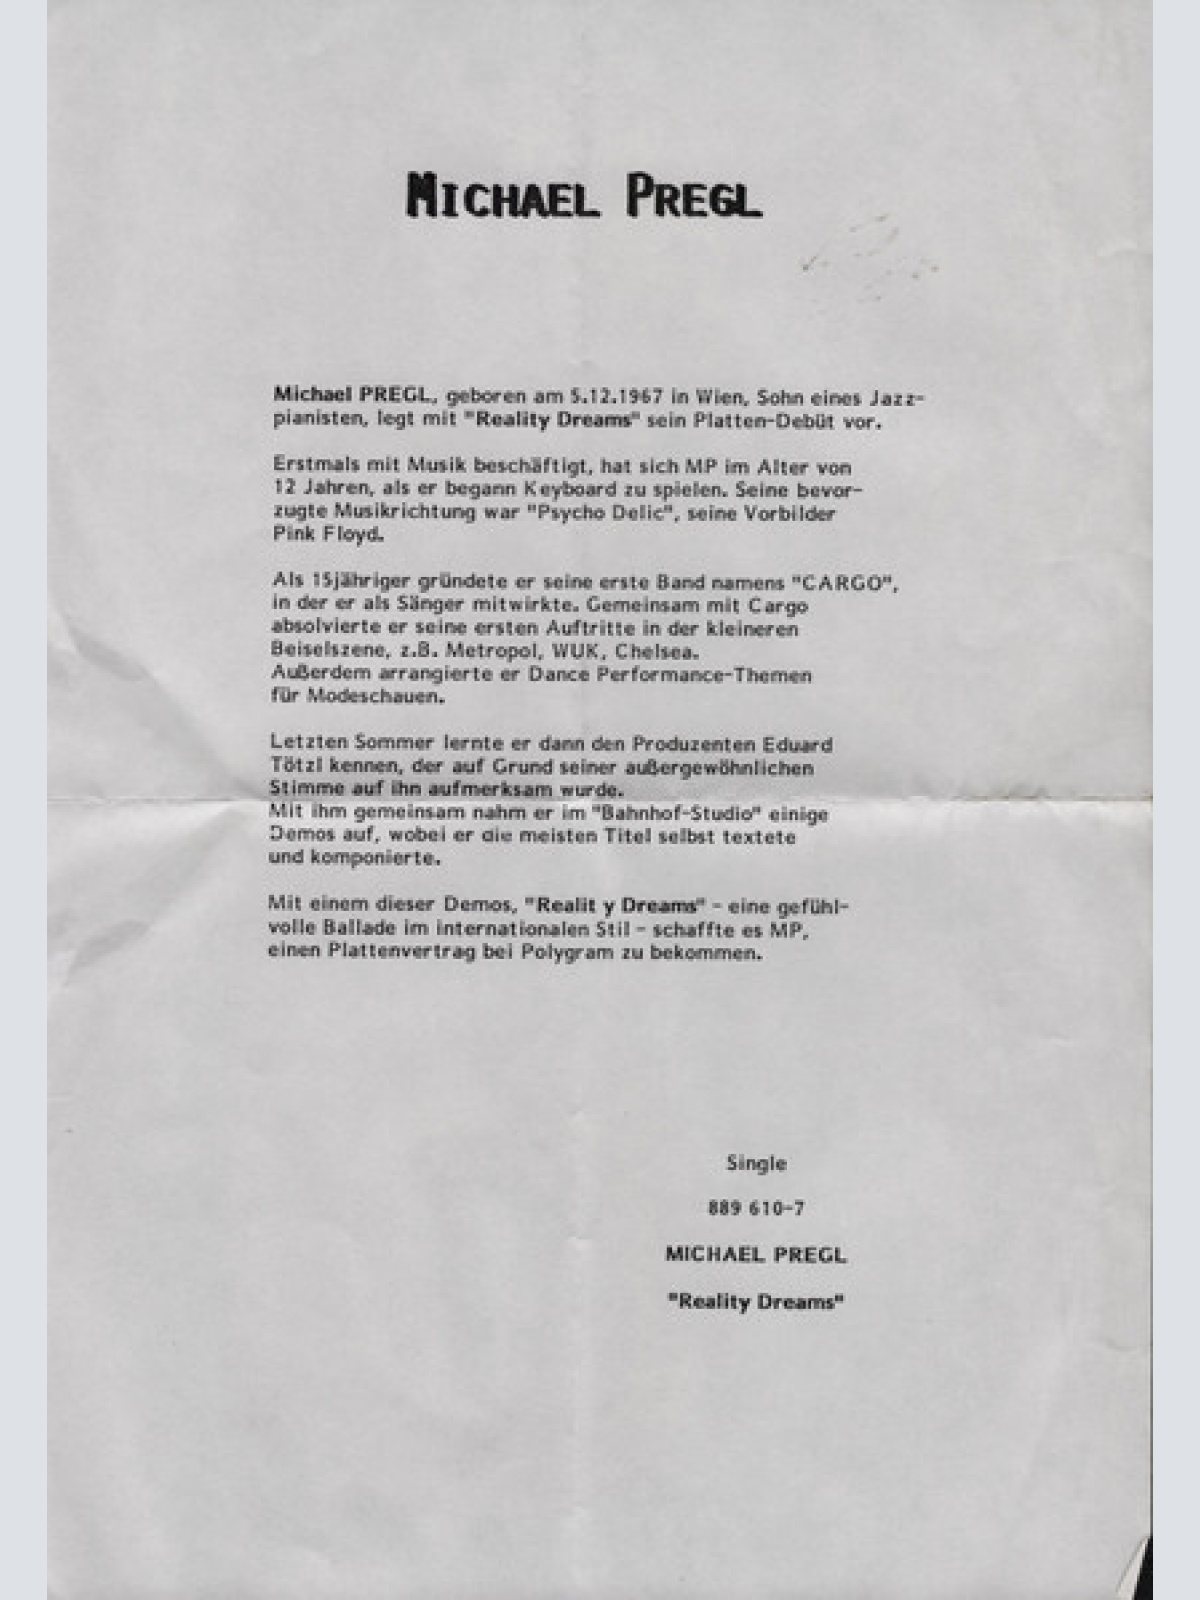 MICHAEL PREGL
Michael PREGL, geboren am 5.12.1967 in Wien, Sohn eines Jazz-
pianisten, legt mit "Reality Dreams" sein Platten-Debüt vor.
Erstmals mit Musik beschäftigt, hat sich MP im Alter von
12 Jahren, als er begann Keyboard zu spielen. Seine bevor-
zugte Musikrichtung war "Psycho Delic", seine Vorbilder
Pink Floyd.
Als 15jähriger gründete er seine erste Band namens "CARGO",
in der er als Sänger mitwirkte. Gemeinsam mit Cargo
absolvierte er seine ersten Auftritte in der kleineren
Beiselszene, z.B. Metropol, WUK, Chelsea.
Außerdem arrangierte er Dance Performance-Themen
für Modeschauen.
Letzten Sommer lernte er dann den Produzenten Eduard
Tötzl kennen, der auf Grund seiner außergewöhnlichen
Stimme auf ihn aufmerksam wurde.
Mit ihm gemeinsam nahm er im "Bahnhof-Studio" einige
Demos auf, wobei er die meisten Titel selbst textete
und komponierte.
Mit einem dieser Demos, "Realit y Dreams" - eine gefühl-
volle Ballade im internationalen Stil - schaffte es MP,
einen Plattenvertrag bei Polygram zu bekommen.
Single
889 610-7
MICHAEL PREGL
"Reality Dreams"